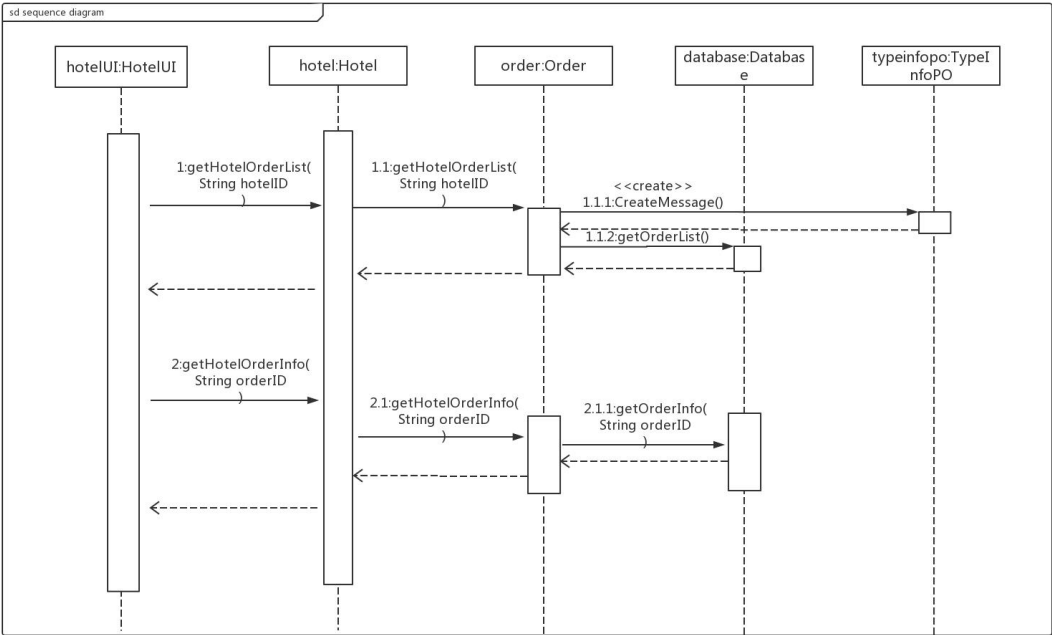 sd sequence diagram
hotelUI:HotelUI
hotel:Hotel
order:Order
database:Databas
e
typeinfopo:TypeI
nfoPO
1:getHotelOrderList(
String hotelID
)
1.1:getHotelOrderList(
String hotelID
)
<<create>>
1.1.1:CreateMessage()
1.1.2:getOrderList()
2:getHotelOrderInfo(
String orderID
)
2.1:getHotelOrderInfo(
String orderID
)
2.1.1:getOrderInfo(
String orderID
)